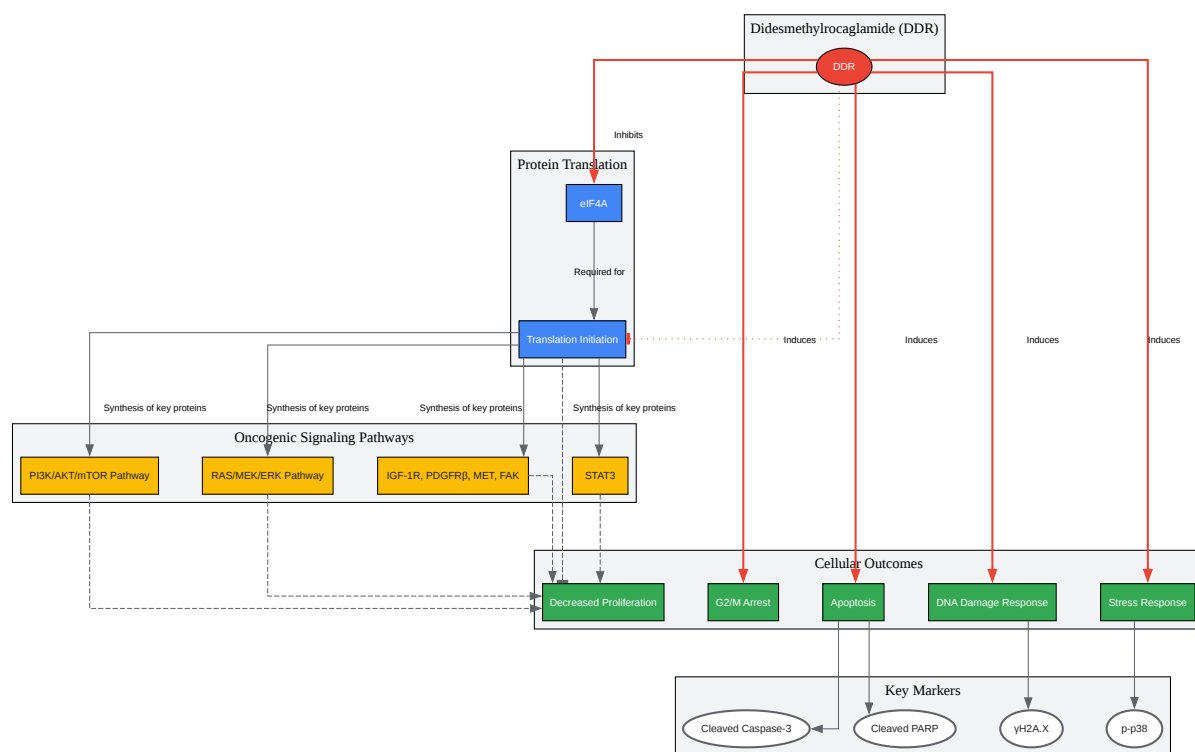 Didesmethylrocaglamide (DDR)
DDR
Inhibits
Protein Translation
eIF4A
Required for
Translation Initiation
Induces
Induces
Induces
Induces
Synthesis of key proteins
Synthesis of key proteins
Synthesis of key proteins
Synthesis of key proteins
Oncogenic Signaling Pathways
PI3K/AKT/mTOR Pathway
RAS/MEK/ERK Pathway
IGF-1R, PDGFRβ, MET, FAK
STAT3
Cellular Outcomes
Decreased Proliferation
G2/M Arrest
Apoptosis
DNA Damage Response
Stress Response
Key Markers
Cleaved Caspase-3
Cleaved PARP
γH2A.X
p-p38